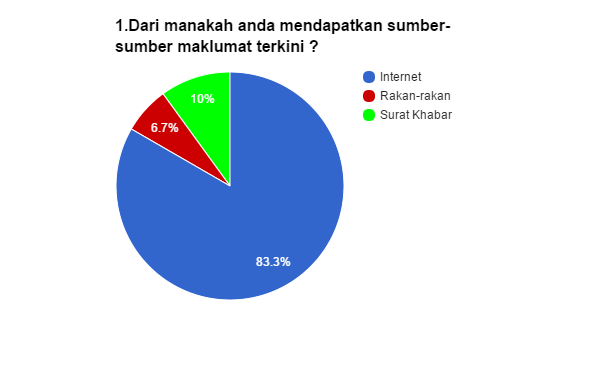 1.Dari manakah anda mendapatkan sumber-
sumber maklumat terkini ?
Internet
Rakan-rakan
Surat Khabar
10%
6.7%
83.3%